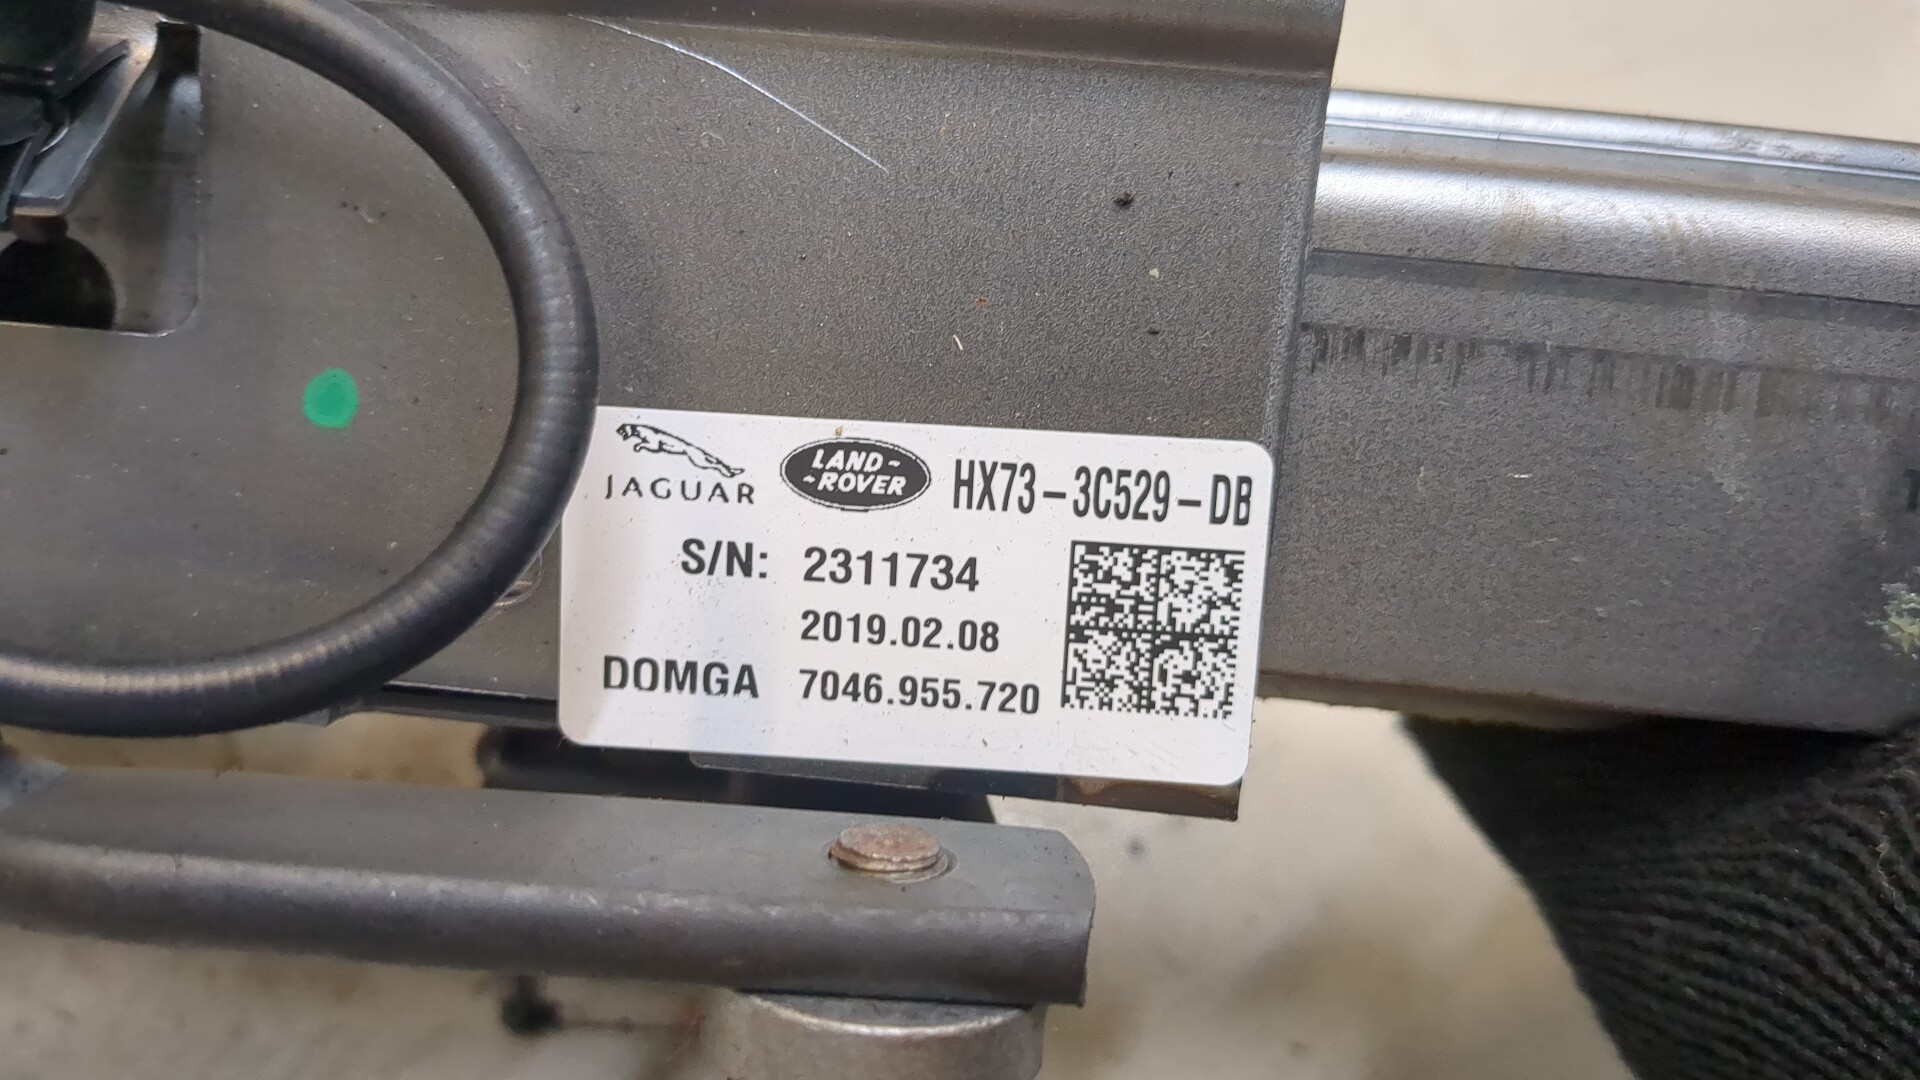 JAGUAR
LAND-
-ROVER
HX73-3C529-DB
S/N: 2311734
2019.02.08
DOMGA 7046.955.720